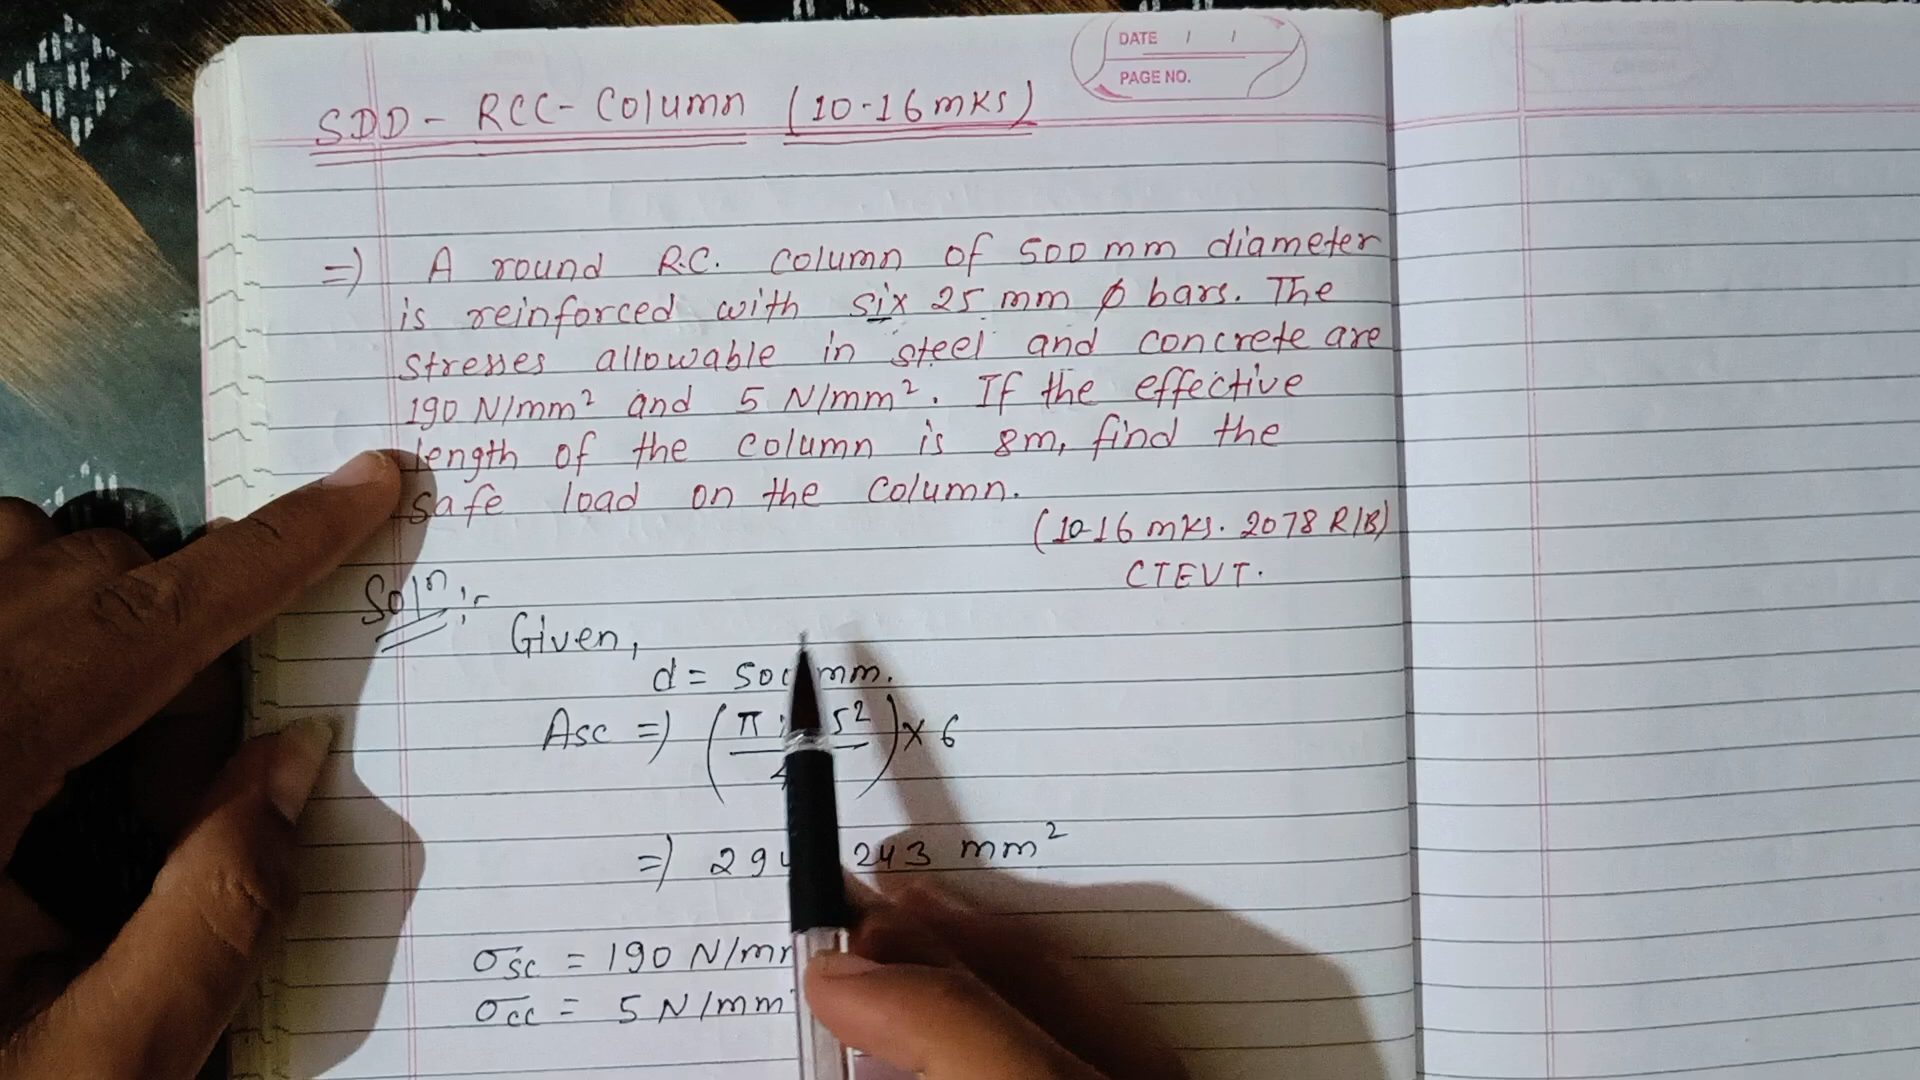 DATE / /
PAGE NO.
SDD - RCC - Column (10-16 mks)
=) A round R.C. column of 500 mm diameter
is reinforced with six 25 mm ϕ bars. The
stresses allowable in steel and concrete are
190 N/mm² and 5 N/mm². If the effective
length of the column is 8m, find the
safe load on the column.
(10-16 mks. 2078 R/B)
CTEVT.
Solⁿ:-
Given,
d = 500 mm.
Asc =) (π 5²/4) × 6
=) 29 243 mm²
σsc = 190 N/m
σcc = 5 N/mm